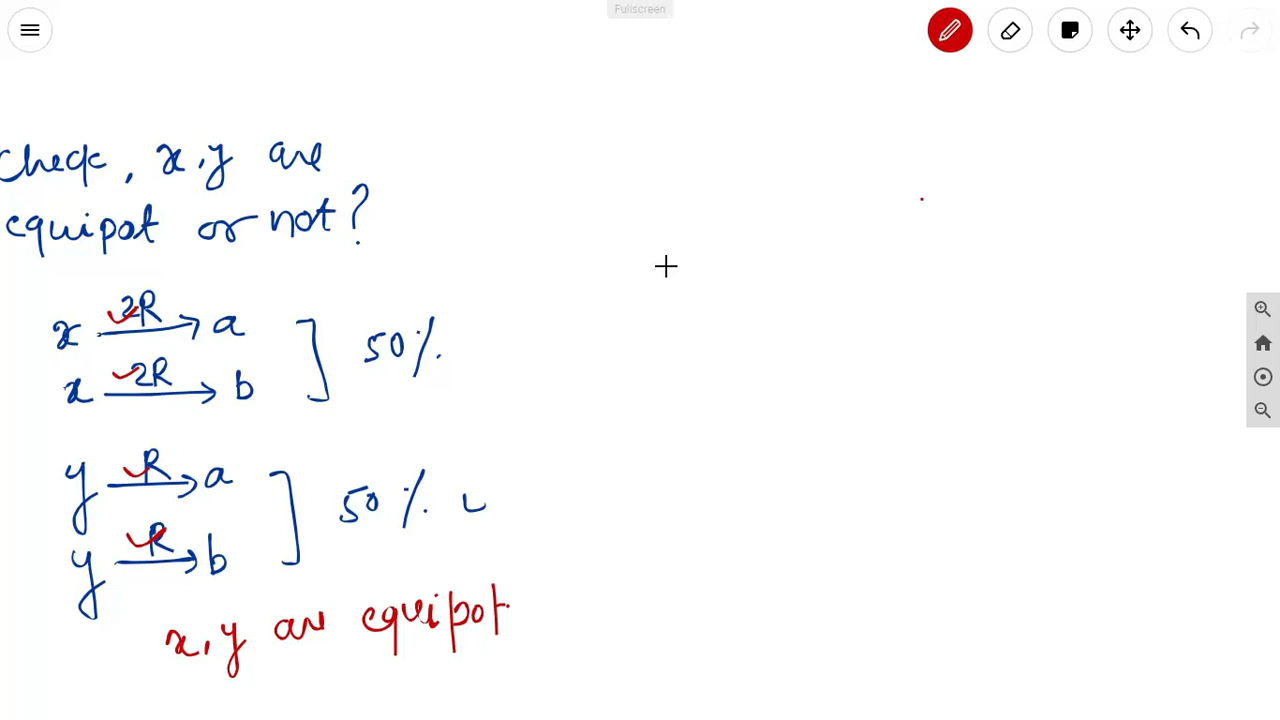 Fullscreen
check, x,y are
equipot or not?
x 2R → a
x 2R → b ] 50%
y R → a
y R → b ] 50%
x,y are equipot.